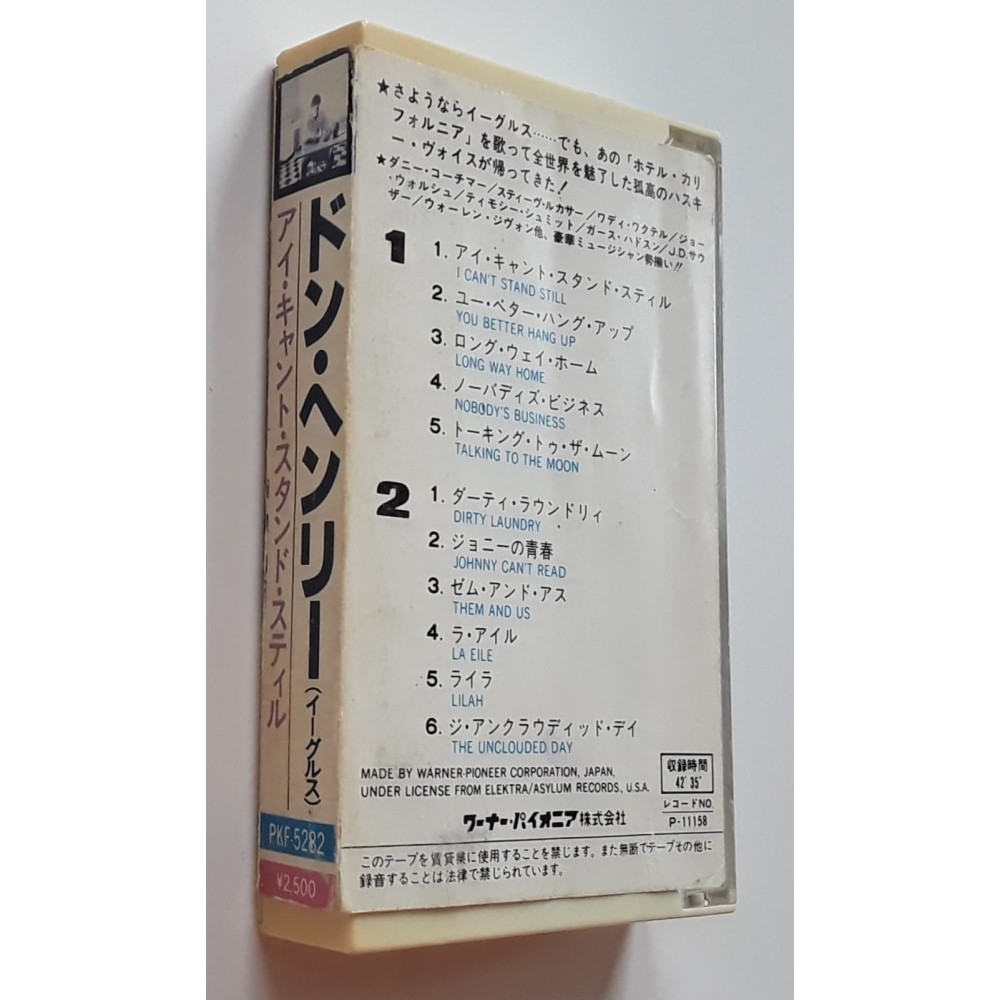 ドン・ヘンリー(イーグルス)
アイ・キャント・スタンド・スティル
PKF-5282
¥2,500
★さようならイーグルス……でも、あの「ホテル・カリ
フォルニア」を歌って全世界を魅了した孤高のハスキ
ー・ヴォイスが帰ってきた!
★ダニー・コーチマー/スティーヴ・ルカサー/ワディ・ワクテル/ジョー
・ウォルシュ/ティモシー・シュミット/ガース・ハドスン/J.D.サウ
ザー/ウォーレン・ジヴォン他、豪華ミュージシャン勢揃い!!
1
1. アイ・キャント・スタンド・スティル
I CAN'T STAND STILL
2. ユー・ベター・ハング・アップ
YOU BETTER HANG UP
3. ロング・ウェイ・ホーム
LONG WAY HOME
4. ノーバディズ・ビジネス
NOBODY'S BUSINESS
5. トーキング・トゥ・ザ・ムーン
TALKING TO THE MOON
2
1. ダーティ・ラウンドリィ
DIRTY LAUNDRY
2. ジョニーの青春
JOHNNY CAN'T READ
3. ゼム・アンド・アス
THEM AND US
4. ラ・アイル
LA EILE
5. ライラ
LILAH
6. ジ・アンクラウディッド・デイ
THE UNCLOUDED DAY
MADE BY WARNER-PIONEER CORPORATION, JAPAN,
UNDER LICENSE FROM ELEKTRA/ASYLUM RECORDS., U.S.A.
ワーナー・パイオニア株式会社
収録時間
42'35"
レコードNO.
P-11158
このテープを賃貸業に使用することを禁じます。また無断でテープその他に
録音することは法律で禁じられています。